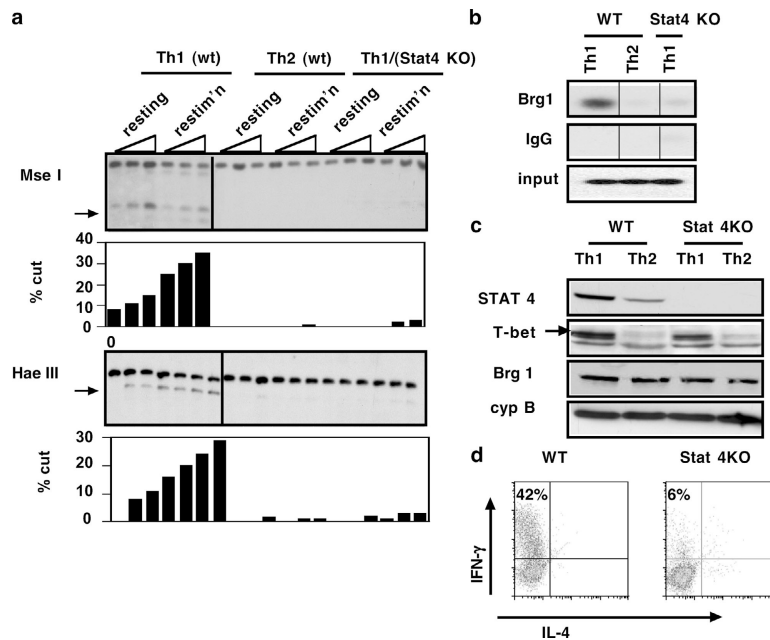 a
Th1 (wt) Th2 (wt) Th1/(Stat4 KO)
resting restim'n resting restim'n resting restim'n
Mse I
40
30
20
10
0
% cut
0
Hae III
30
20
10
0
% cut
b
WT Stat4 KO
Th1 Th2 Th1
Brg1
IgG
input
c
WT Stat 4KO
Th1 Th2 Th1 Th2
STAT 4
T-bet
Brg 1
cyp B
d
WT Stat 4KO
42% 6%
IFN-γ
IL-4